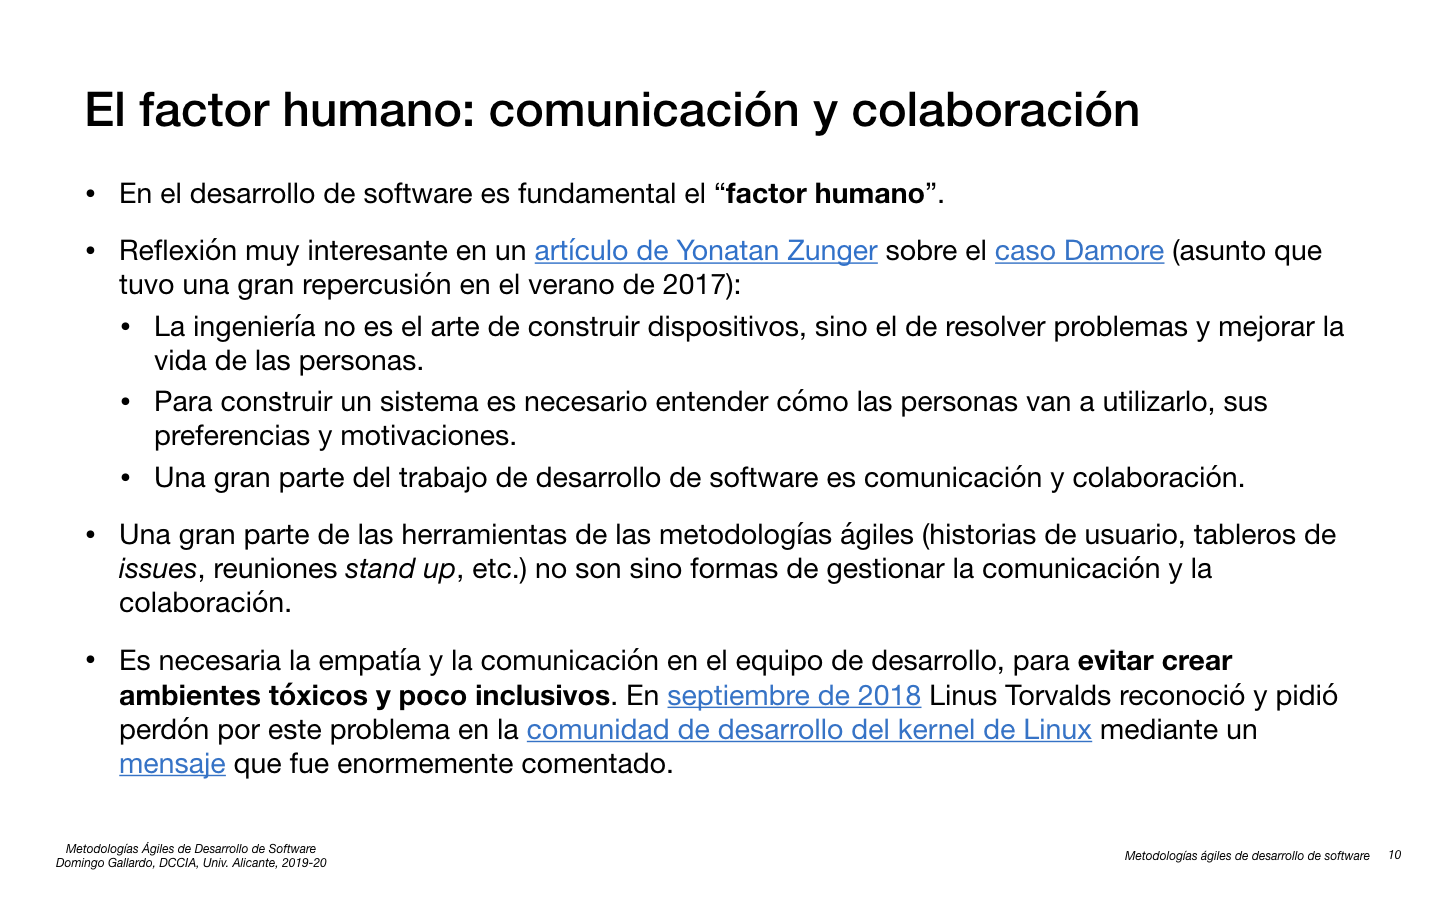 El factor humano: comunicación y colaboración
• En el desarrollo de software es fundamental el “factor humano”.
• Reflexión muy interesante en un artículo de Yonatan Zunger sobre el caso Damore (asunto que
tuvo una gran repercusión en el verano de 2017):
• La ingeniería no es el arte de construir dispositivos, sino el de resolver problemas y mejorar la
vida de las personas.
• Para construir un sistema es necesario entender cómo las personas van a utilizarlo, sus
preferencias y motivaciones.
• Una gran parte del trabajo de desarrollo de software es comunicación y colaboración.
• Una gran parte de las herramientas de las metodologías ágiles (historias de usuario, tableros de
issues, reuniones stand up, etc.) no son sino formas de gestionar la comunicación y la
colaboración.
• Es necesaria la empatía y la comunicación en el equipo de desarrollo, para evitar crear
ambientes tóxicos y poco inclusivos. En septiembre de 2018 Linus Torvalds reconoció y pidió
perdón por este problema en la comunidad de desarrollo del kernel de Linux mediante un
mensaje que fue enormemente comentado.
Metodologías Ágiles de Desarrollo de Software
Domingo Gallardo, DCCIA, Univ. Alicante, 2019-20
Metodologías ágiles de desarrollo de software 10